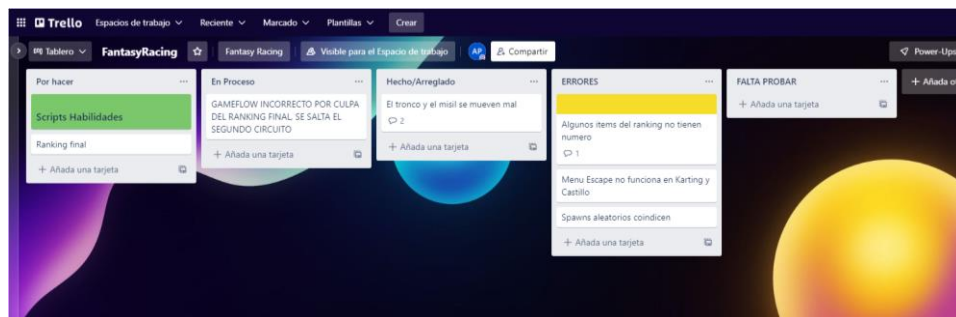 Trello Espacios de trabajo Reciente Marcado Plantillas Crear
Tablero FantasyRacing Fantasy Racing Visible para el Espacio de trabajo AP Compartir Power-Ups
Por hacer
Scripts Habilidades
Ranking final
+ Añada una tarjeta
En Proceso
GAMEFLOW INCORRECTO POR CULPA
DEL RANKING FINAL, SE SALTA EL
SEGUNDO CIRCUITO
+ Añada una tarjeta
Hecho/Arreglado
El tronco y el misil se mueven mal
2
+ Añada una tarjeta
ERRORES
Algunos items del ranking no tienen
numero
1
Menu Escape no funciona en Karting y
Castillo
Spawns aleatorios coindicen
+ Añada una tarjeta
FALTA PROBAR
+ Añada una tarjeta
+ Añada o